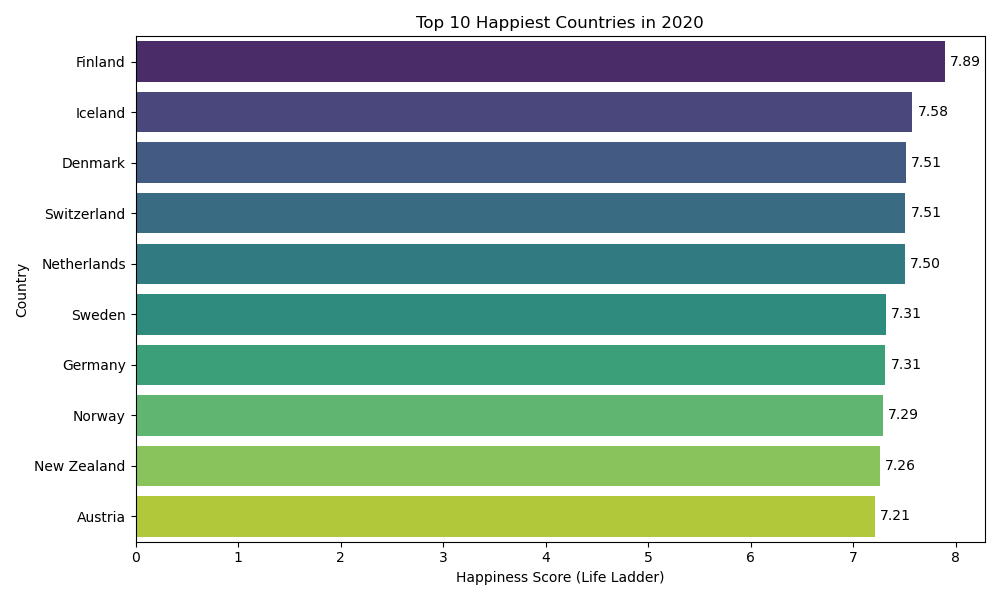 Top 10 Happiest Countries in 2020
Country
Finland 7.89
Iceland 7.58
Denmark 7.51
Switzerland 7.51
Netherlands 7.50
Sweden 7.31
Germany 7.31
Norway 7.29
New Zealand 7.26
Austria 7.21
0 1 2 3 4 5 6 7 8
Happiness Score (Life Ladder)